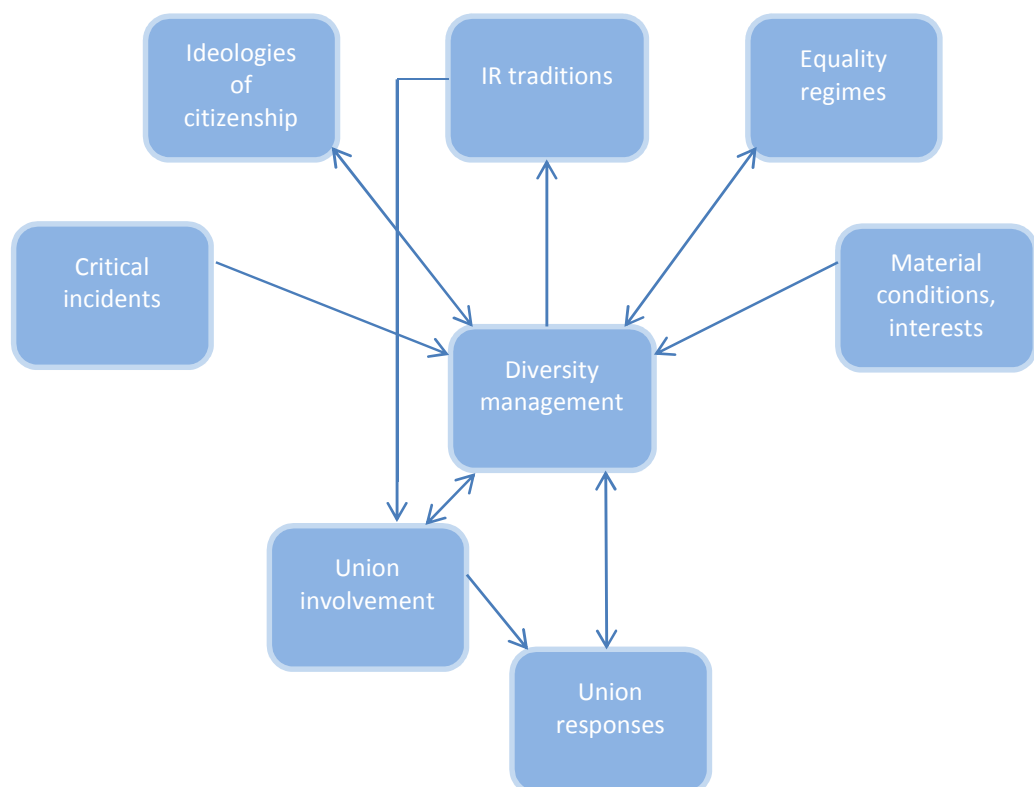 Ideologies
of
citizenship
IR traditions
Equality
regimes
Critical
incidents
Material
conditions,
interests
Diversity
management
Union
involvement
Union
responses